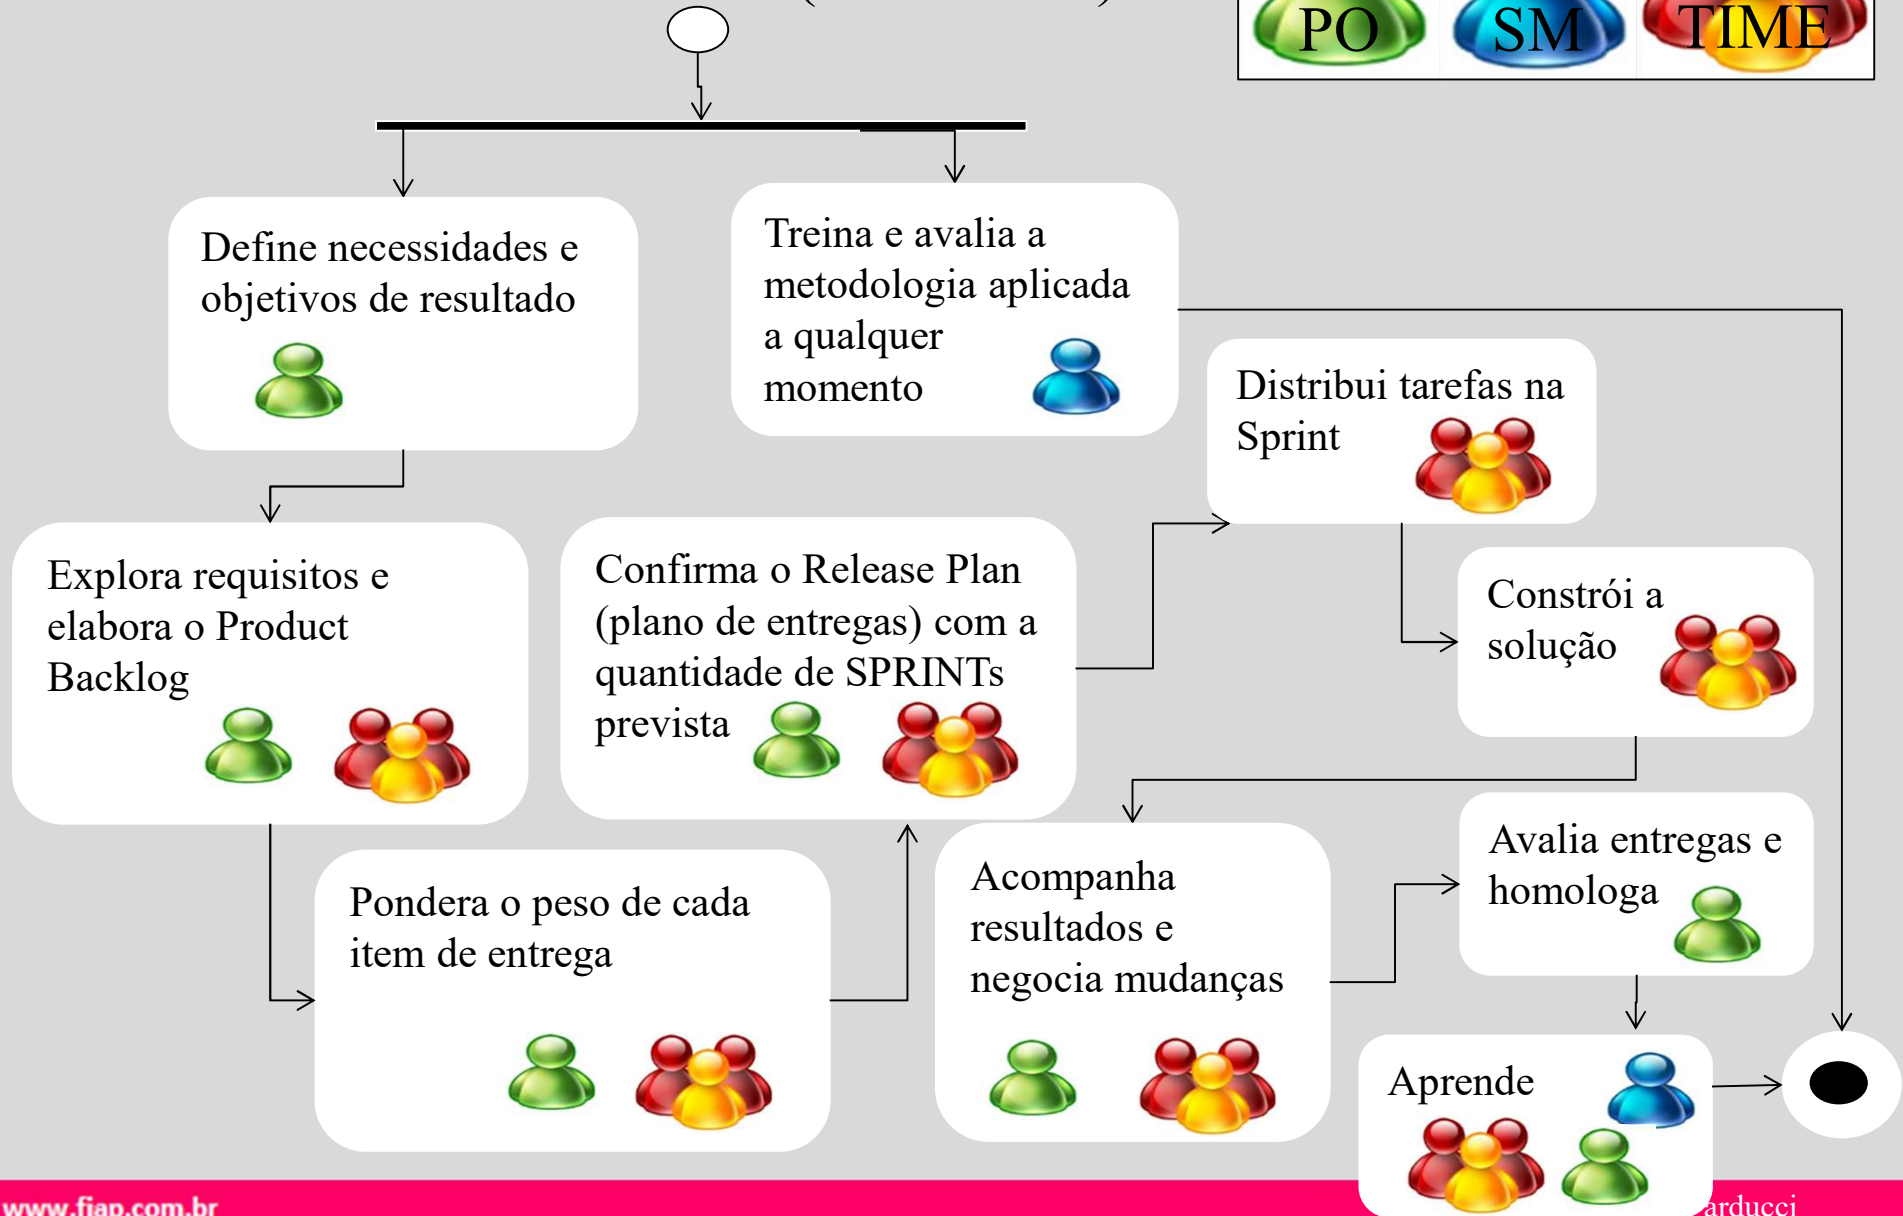 PO
SM
TIME
Define necessidades e
objetivos de resultado
Treina e avalia a
metodologia aplicada
a qualquer
momento
Distribui tarefas na
Sprint
Explora requisitos e
elabora o Product
Backlog
Confirma o Release Plan
(plano de entregas) com a
quantidade de SPRINTs
prevista
Constrói a
solução
Pondera o peso de cada
item de entrega
Acompanha
resultados e
negocia mudanças
Avalia entregas e
homologa
Aprende
www.fiap.com.br
arducci